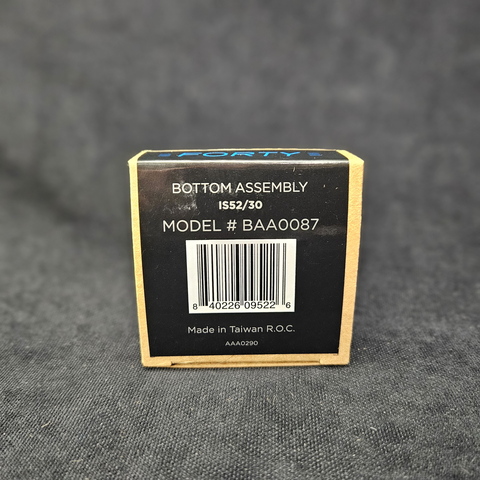 FORTY
BOTTOM ASSEMBLY
IS52/30
MODEL # BAA0087
8 40226 09522 6
Made in Taiwan R.O.C.
AAA0290